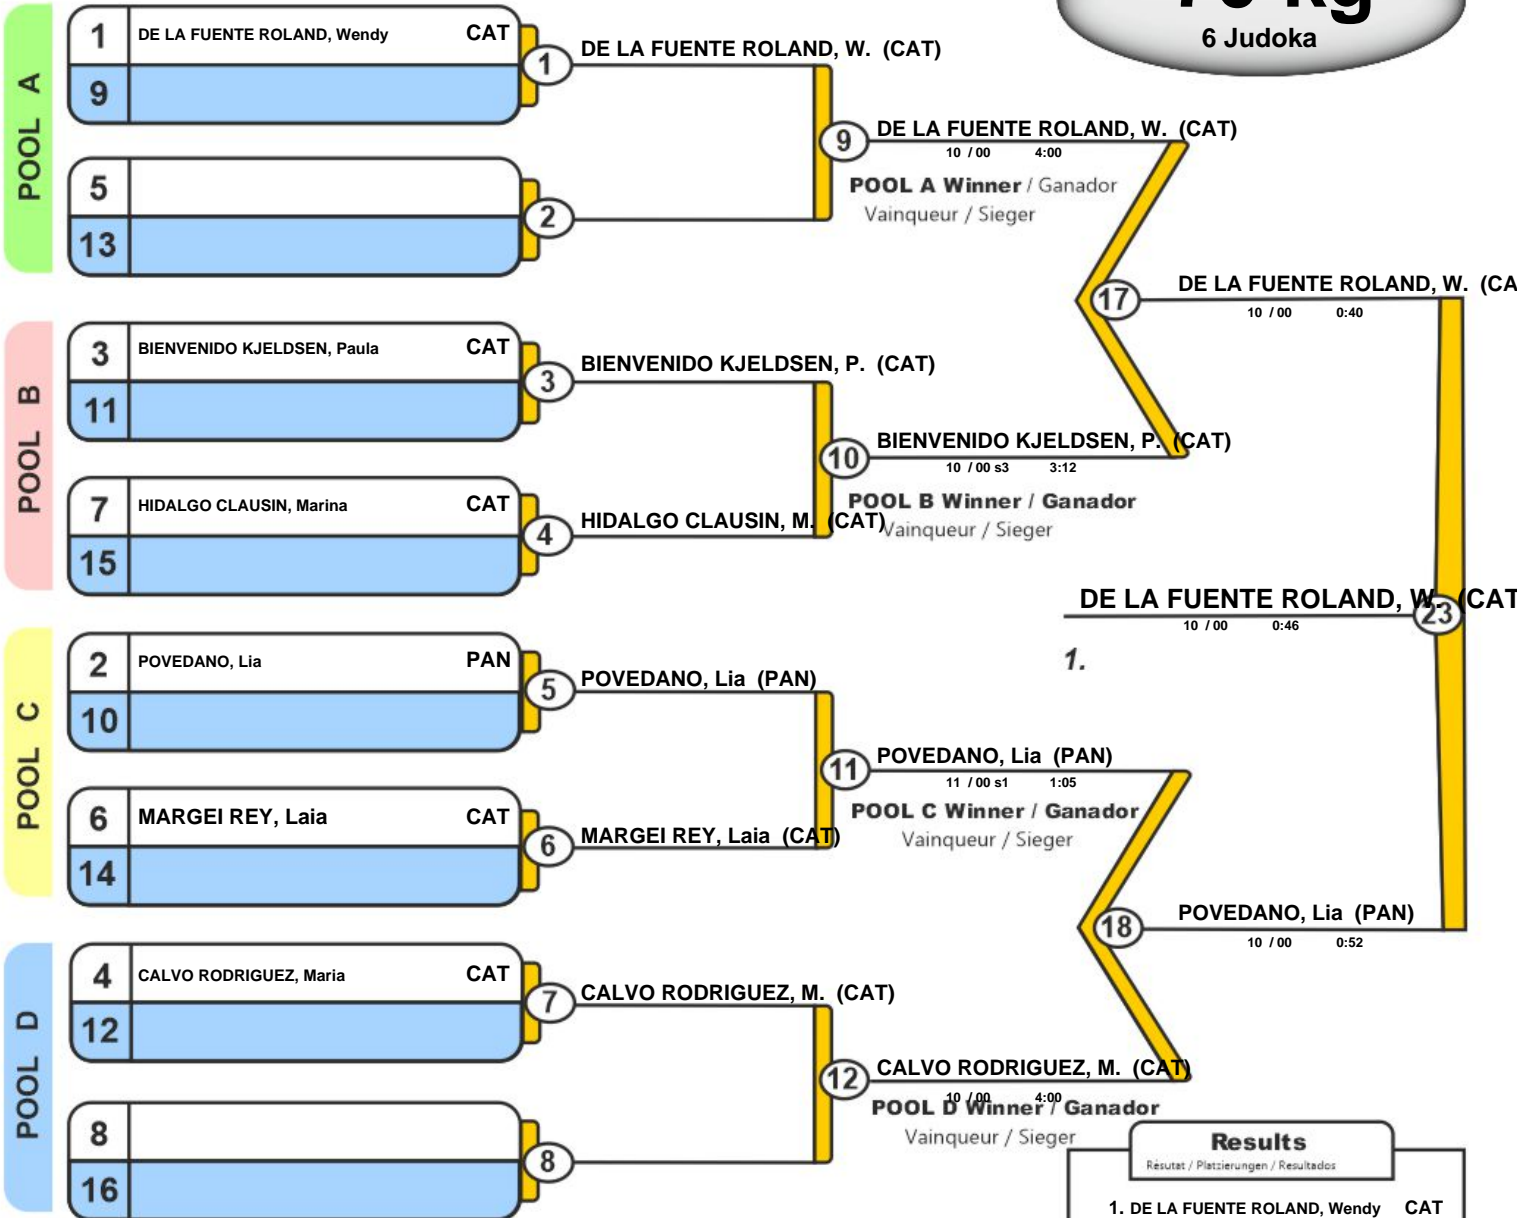 6 Judoka
POOL A
1 DE LA FUENTE ROLAND, Wendy CAT
9
5
13
1 DE LA FUENTE ROLAND, W. (CAT)
2
9 DE LA FUENTE ROLAND, W. (CAT)
10 / 00 4:00
POOL A Winner / Ganador
Vainqueur / Sieger
POOL B
3 BIENVENIDO KJELDSEN, Paula CAT
11
7 HIDALGO CLAUSIN, Marina CAT
15
3 BIENVENIDO KJELDSEN, P. (CAT)
4 HIDALGO CLAUSIN, M. (CAT)
10 BIENVENIDO KJELDSEN, P. (CAT)
10 / 00 s3 3:12
POOL B Winner / Ganador
Vainqueur / Sieger
17 DE LA FUENTE ROLAND, W. (CA
10 / 00 0:40
DE LA FUENTE ROLAND, W. (CAT
10 / 00 0:46
23
1.
POOL C
2 POVEDANO, Lia PAN
10
6 MARGEI REY, Laia CAT
14
5 POVEDANO, Lia (PAN)
6 MARGEI REY, Laia (CAT)
11 POVEDANO, Lia (PAN)
11 / 00 s1 1:05
POOL C Winner / Ganador
Vainqueur / Sieger
18 POVEDANO, Lia (PAN)
10 / 00 0:52
POOL D
4 CALVO RODRIGUEZ, Maria CAT
12
8
16
7 CALVO RODRIGUEZ, M. (CAT)
8
12 CALVO RODRIGUEZ, M. (CAT)
10 / 00 4:00
POOL D Winner / Ganador
Vainqueur / Sieger
Results
Résutat / Platzierungen / Resultados
1. DE LA FUENTE ROLAND, Wendy CAT